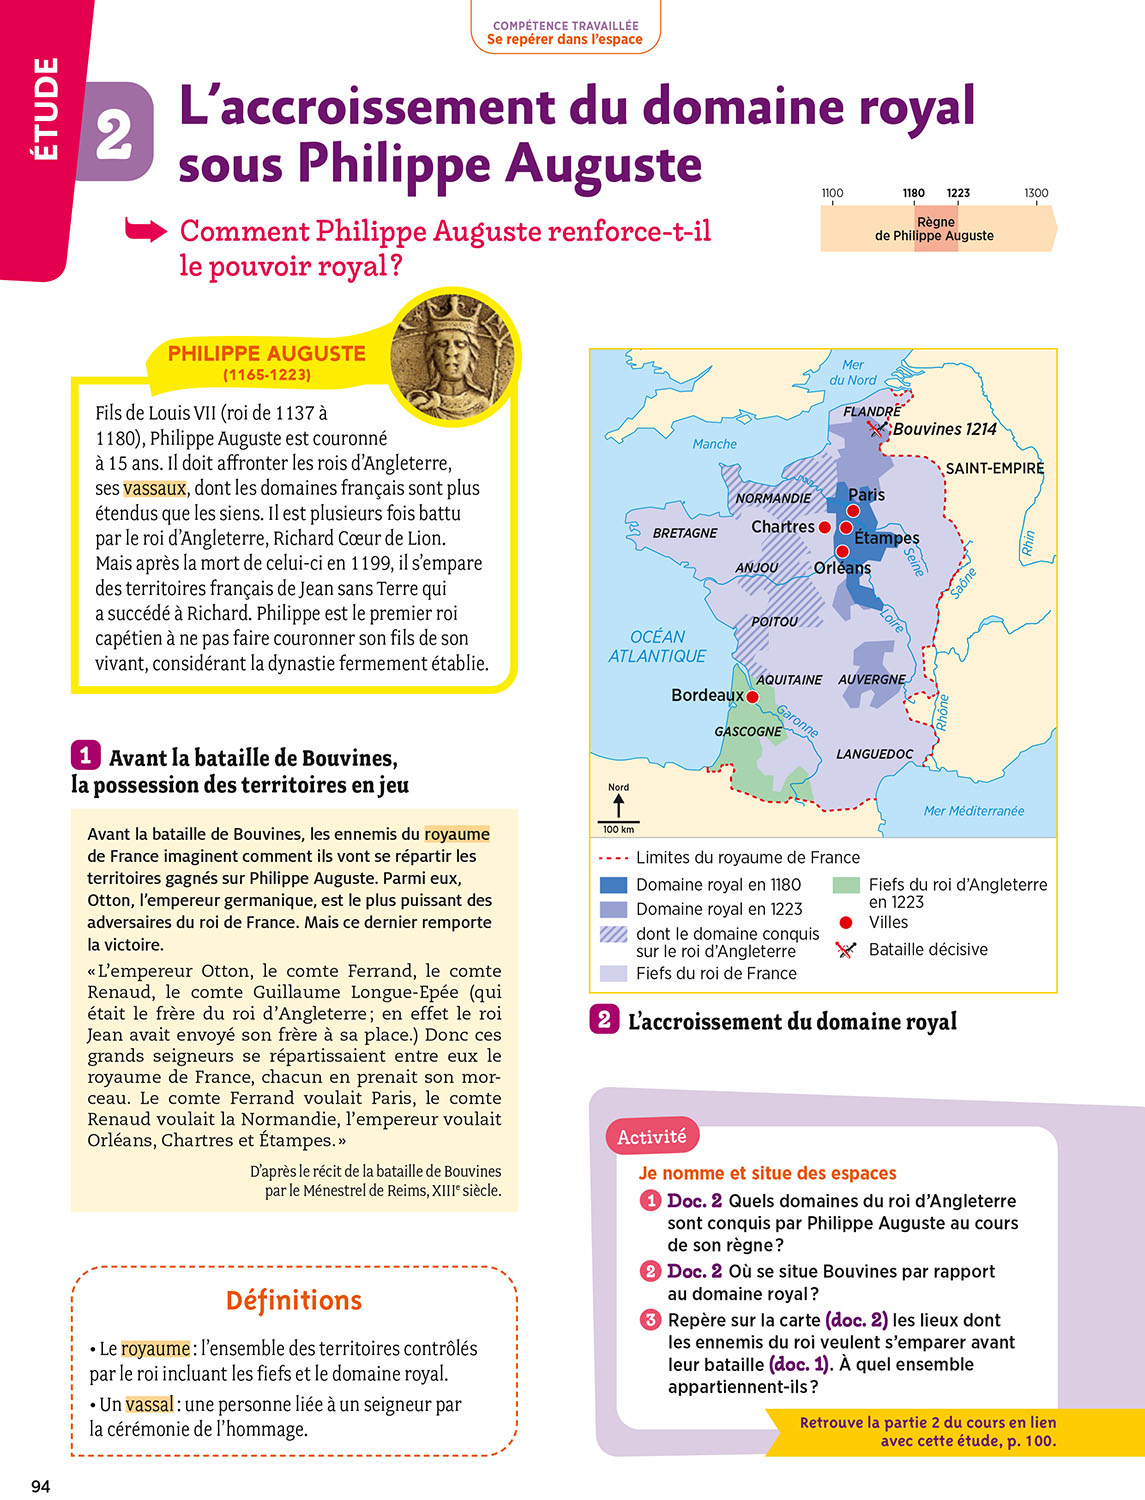 COMPÉTENCE TRAVAILLÉE
Se repérer dans l'espace
ÉTUDE
2
L'accroissement du domaine royal
sous Philippe Auguste
Comment Philippe Auguste renforce-t-il
le pouvoir royal ?
1100
1180
1223
1300
Règne
de Philippe Auguste
PHILIPPE AUGUSTE
(1165-1223)
Fils de Louis VII (roi de 1137 à
1180), Philippe Auguste est couronné
à 15 ans. Il doit affronter les rois d'Angleterre,
ses vassaux, dont les domaines français sont plus
étendus que les siens. Il est plusieurs fois battu
par le roi d'Angleterre, Richard Cœur de Lion.
Mais après la mort de celui-ci en 1199, il s'empare
des territoires français de Jean sans Terre qui
a succédé à Richard. Philippe est le premier roi
capétien à ne pas faire couronner son fils de son
vivant, considérant la dynastie fermement établie.
1 Avant la bataille de Bouvines,
la possession des territoires en jeu
Avant la bataille de Bouvines, les ennemis du royaume
de France imaginent comment ils vont se répartir les
territoires gagnés sur Philippe Auguste. Parmi eux,
Otton, l'empereur germanique, est le plus puissant des
adversaires du roi de France. Mais ce dernier remporte
la victoire.
« L'empereur Otton, le comte Ferrand, le comte
Renaud, le comte Guillaume Longue-Epée (qui
était le frère du roi d'Angleterre ; en effet le roi
Jean avait envoyé son frère à sa place.) Donc ces
grands seigneurs se répartissaient entre eux le
royaume de France, chacun en prenait son mor-
ceau. Le comte Ferrand voulait Paris, le comte
Renaud voulait la Normandie, l'empereur voulait
Orléans, Chartres et Étampes. »
D'après le récit de la bataille de Bouvines
par le Ménestrel de Reims, XIIIe siècle.
Définitions
• Le royaume : l'ensemble des territoires contrôlés
par le roi incluant les fiefs et le domaine royal.
• Un vassal : une personne liée à un seigneur par
la cérémonie de l'hommage.
94
Mer
du Nord
FLANDRE
Bouvines 1214
Manche
SAINT-EMPIRE
NORMANDIE
Paris
BRETAGNE
Chartres
Étampes
Rhin
Seine
ANJOU
Orléans
Saône
POITOU
Loire
OCÉAN
ATLANTIQUE
AQUITAINE
AUVERGNE
Bordeaux
Garonne
Rhône
GASCOGNE
LANGUEDOC
Nord
100 km
Mer Méditerranée
Limites du royaume de France
Domaine royal en 1180
Domaine royal en 1223
dont le domaine conquis
sur le roi d'Angleterre
Fiefs du roi de France
Fiefs du roi d'Angleterre
en 1223
Villes
Bataille décisive
2 L'accroissement du domaine royal
Activité
Je nomme et situe des espaces
1 Doc. 2 Quels domaines du roi d'Angleterre
sont conquis par Philippe Auguste au cours
de son règne ?
2 Doc. 2 Où se situe Bouvines par rapport
au domaine royal ?
3 Repère sur la carte (doc. 2) les lieux dont
les ennemis du roi veulent s'emparer avant
leur bataille (doc. 1). À quel ensemble
appartiennent-ils ?
Retrouve la partie 2 du cours en lien
avec cette étude, p. 100.